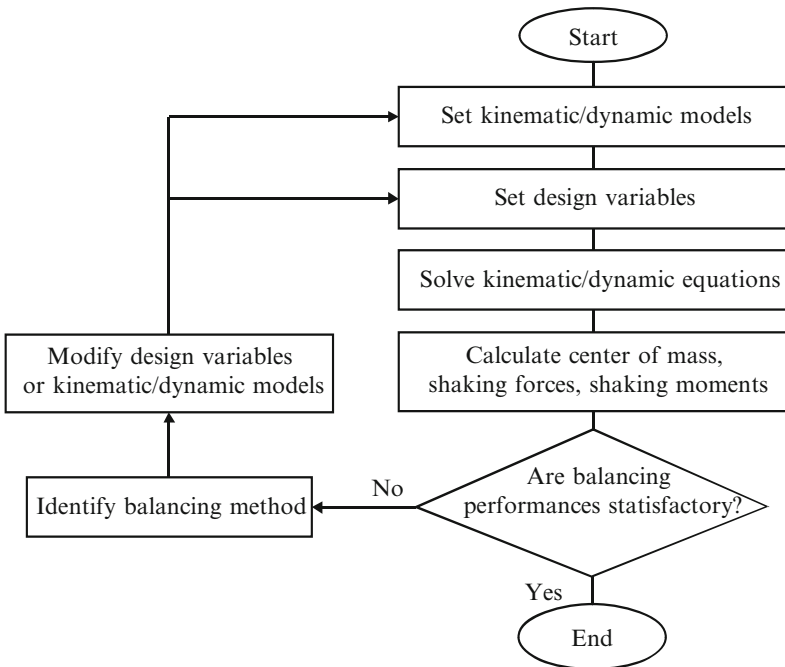 Start
Set kinematic/dynamic models
Set design variables
Solve kinematic/dynamic equations
Calculate center of mass,
shaking forces, shaking moments
Are balancing
performances statisfactory?
No
Yes
Identify balancing method
Modify design variables
or kinematic/dynamic models
End